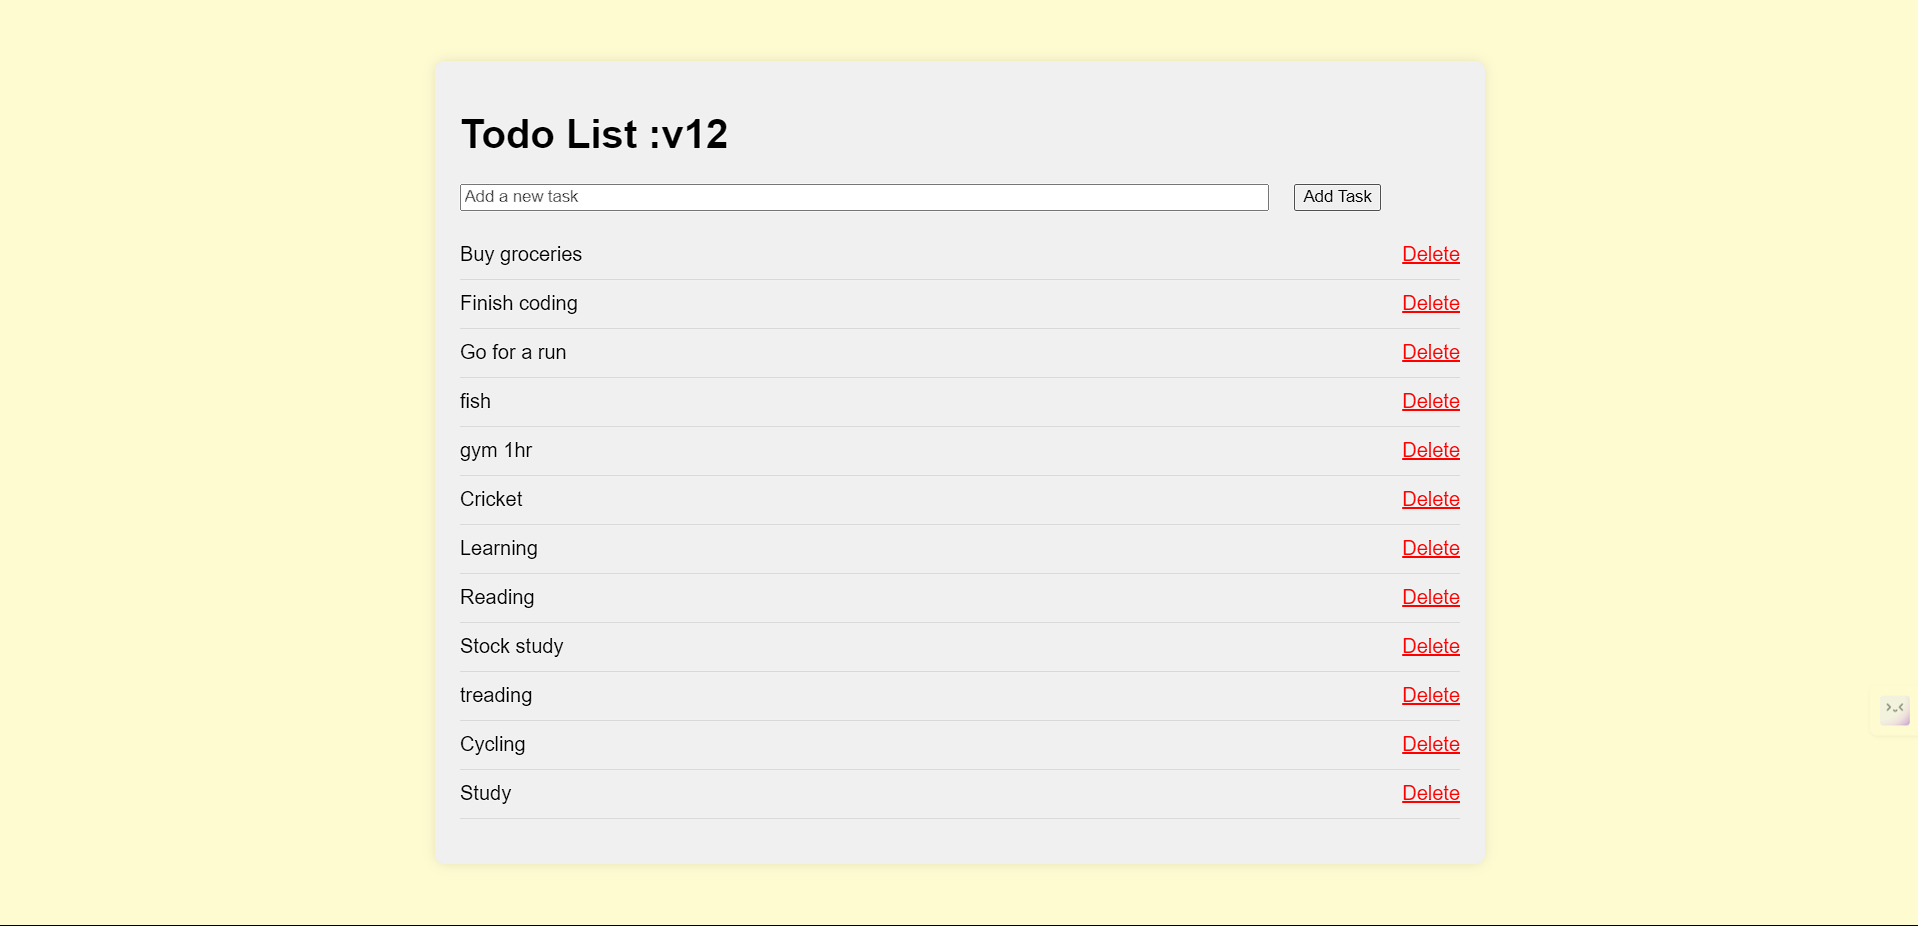 Todo List :v12
Add a new task Add Task
Buy groceries Delete
Finish coding Delete
Go for a run Delete
fish Delete
gym 1hr Delete
Cricket Delete
Learning Delete
Reading Delete
Stock study Delete
treading Delete
Cycling Delete
Study Delete